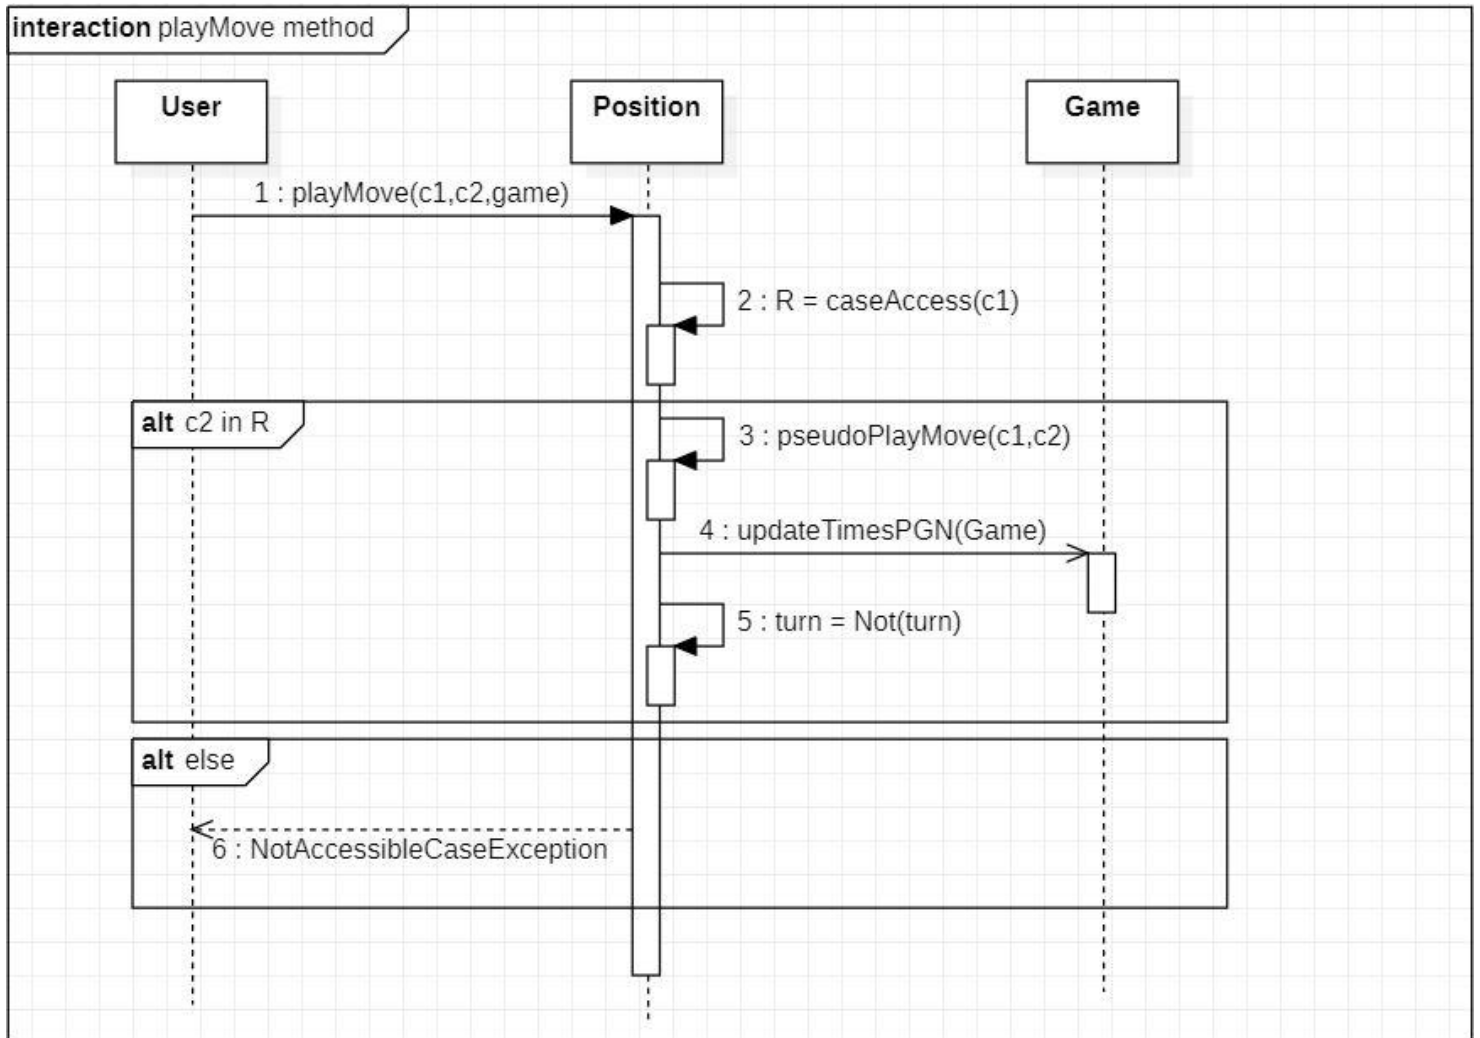 interaction playMove method
User
Position
Game
1 : playMove(c1,c2,game)
2 : R = caseAccess(c1)
alt c2 in R
3 : pseudoPlayMove(c1,c2)
4 : updateTimesPGN(Game)
5 : turn = Not(turn)
alt else
6 : NotAccessibleCaseException